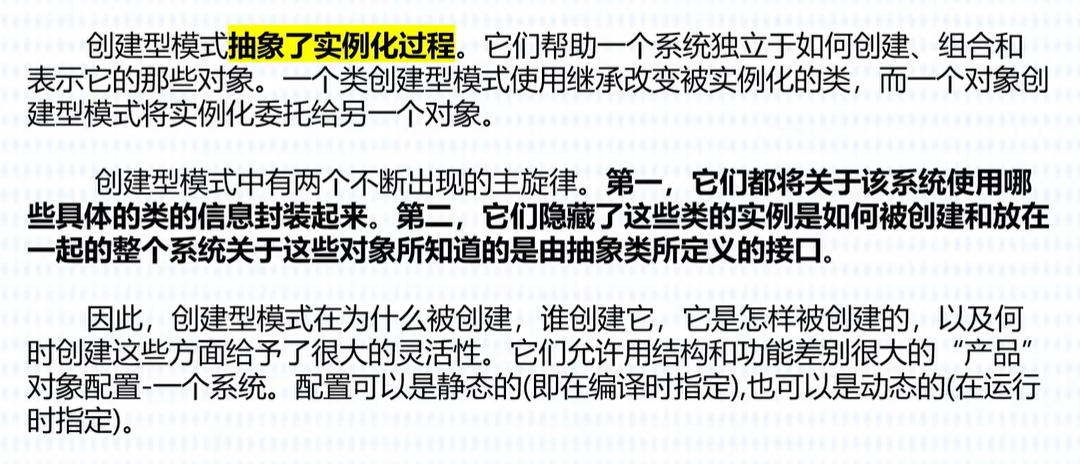 创建型模式抽象了实例化过程。它们帮助一个系统独立于如何创建、组合和
表示它的那些对象。一个类创建型模式使用继承改变被实例化的类，而一个对象创
建型模式将实例化委托给另一个对象。
创建型模式中有两个不断出现的主旋律。第一，它们都将关于该系统使用哪
些具体的类的信息封装起来。第二，它们隐藏了这些类的实例是如何被创建和放在
一起的整个系统关于这些对象所知道的是由抽象类所定义的接口。
因此，创建型模式在为什么被创建，谁创建它，它是怎样被创建的，以及何
时创建这些方面给予了很大的灵活性。它们允许用结构和功能差别很大的“产品”
对象配置-一个系统。配置可以是静态的(即在编译时指定),也可以是动态的(在运行
时指定)。